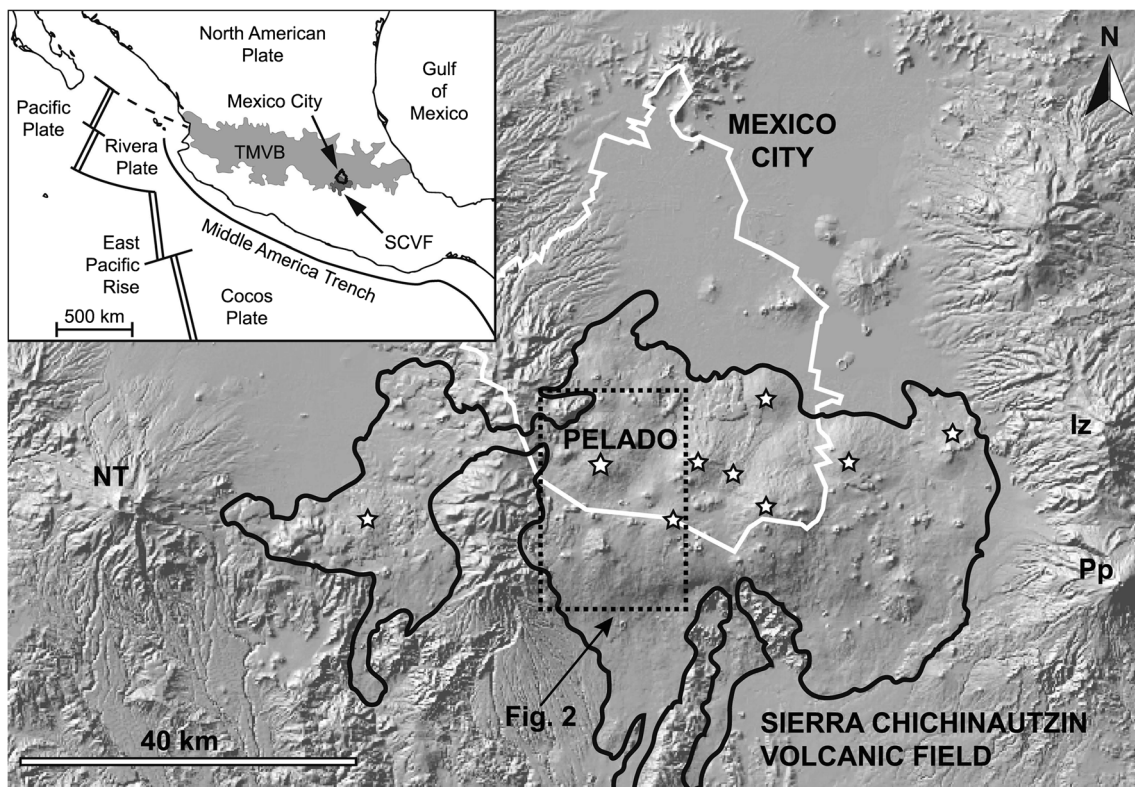 North American
Plate
Gulf
of
Mexico
Mexico City
Pacific
Plate
Rivera
Plate
TMVB
SCVF
East
Pacific
Rise
Middle America Trench
Cocos
Plate
500 km
N
MEXICO
CITY
PELADO
NT
Iz
Pp
Fig. 2
40 km
SIERRA CHICHINAUTZIN
VOLCANIC FIELD